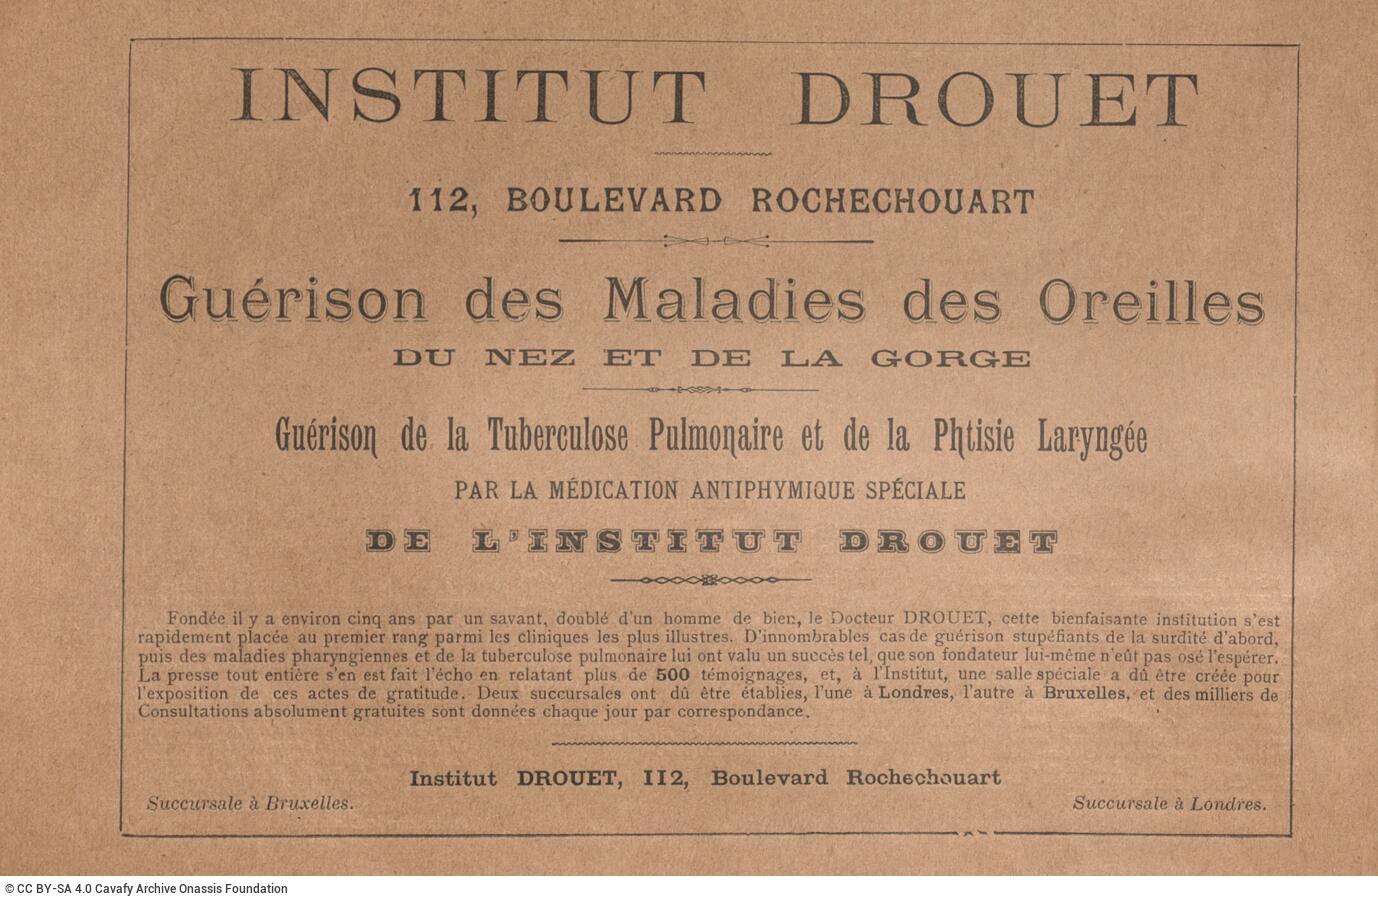 INSTITUT DROUET
112, BOULEVARD ROCHECHOUART
Guérison des Maladies des Oreilles
DU NEZ ET DE LA GORGE
Guérison de la Tuberculose Pulmonaire et de la Phtisie Laryngée
PAR LA MÉDICATION ANTIPHYMIQUE SPÉCIALE
DE L'INSTITUT DROUET
Fondée il y a environ cinq ans par un savant, doublé d'un homme de bien, le Docteur DROUET, cette bienfaisante institution s'est
rapidement placée au premier rang parmi les cliniques les plus illustres. D'innombrables cas de guérison stupéfiants de la surdité d'abord,
puis des maladies pharyngiennes et de la tuberculose pulmonaire lui ont valu un succès tel, que son fondateur lui-même n'eût pas osé l'espérer.
La presse tout entière s'en est fait l'écho en relatant plus de 500 témoignages, et, à l'Institut, une salle spéciale a dû être créée pour
l'exposition de ces actes de gratitude. Deux succursales ont dû être établies, l'une à Londres, l'autre à Bruxelles, et des milliers de
Consultations absolument gratuites sont données chaque jour par correspondance.
Institut DROUET, 112, Boulevard Rochechouart
Succursale à Bruxelles. Succursale à Londres.
© CC BY-SA 4.0 Cavafy Archive Onassis Foundation